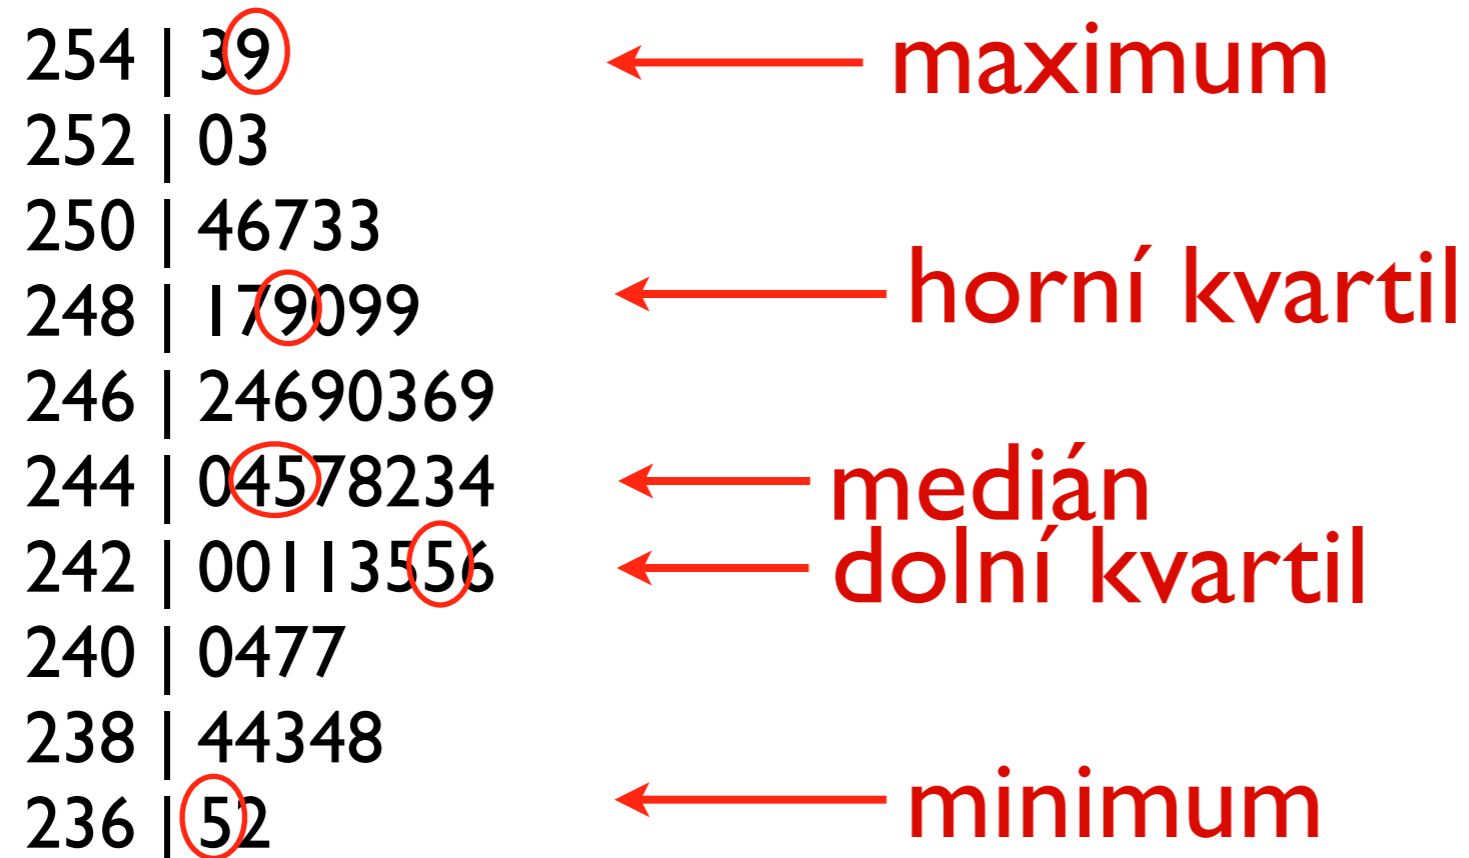 254 | 39 maximum
252 | 03
250 | 46733
248 | 179099 horní kvartil
246 | 24690369
244 | 04578234 medián
242 | 001135556 dolní kvartil
240 | 0477
238 | 44348
236 | 52 minimum